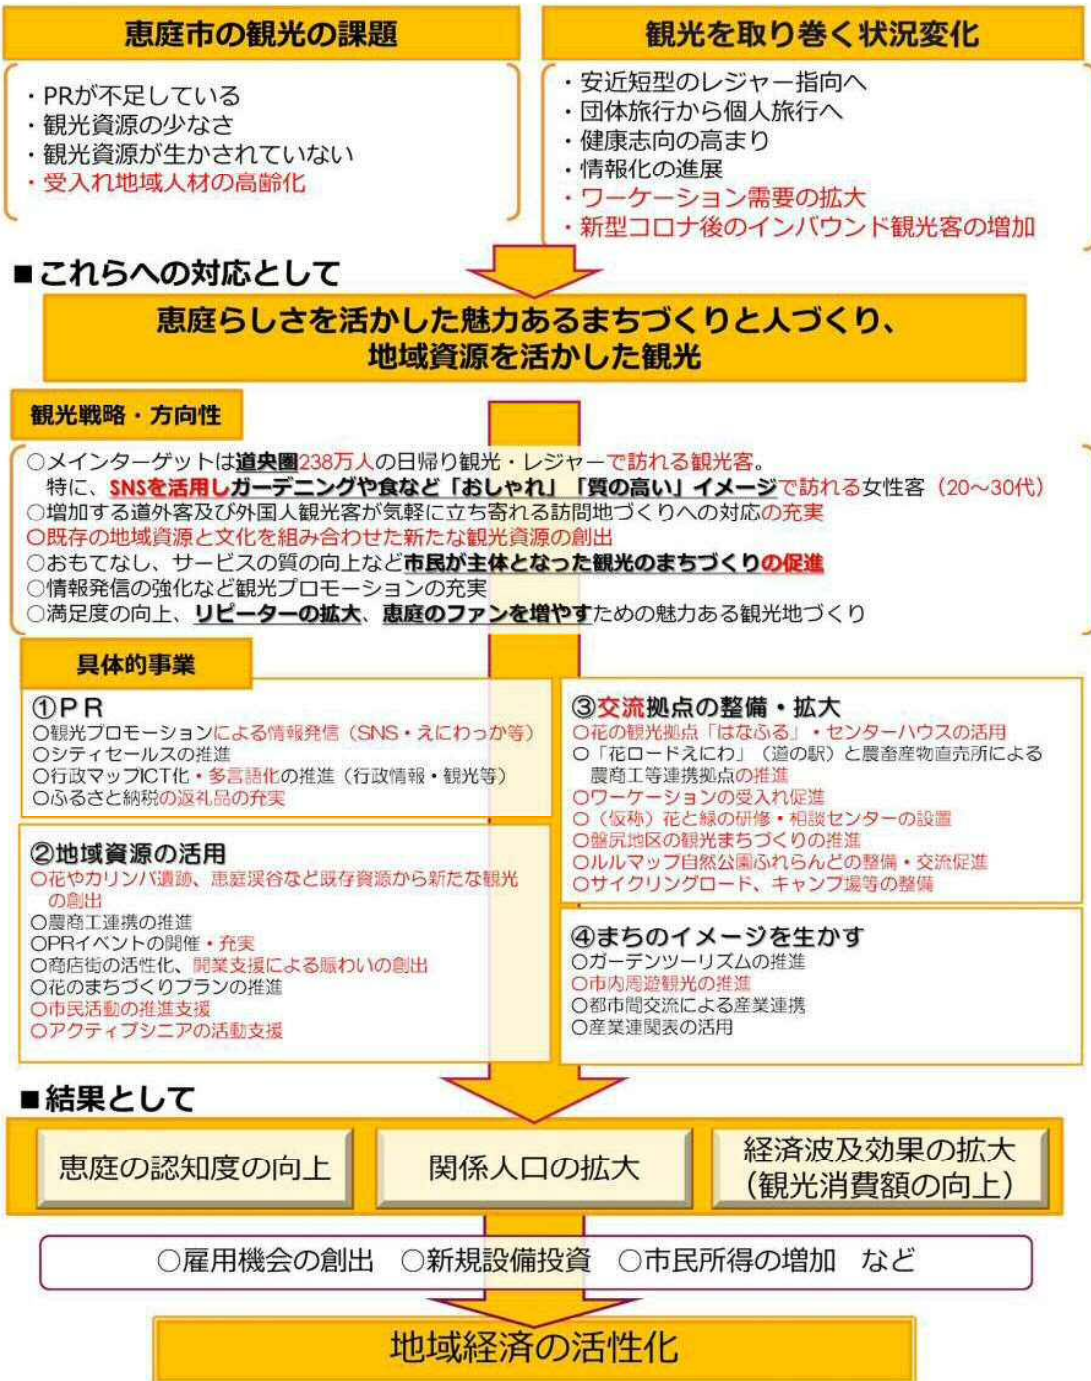 恵庭市の観光の課題
・PRが不足している
・観光資源の少なさ
・観光資源が生かされていない
・受入れ地域人材の高齢化
観光を取り巻く状況変化
・安近短型のレジャー指向へ
・団体旅行から個人旅行へ
・健康志向の高まり
・情報化の進展
・ワーケーション需要の拡大
・新型コロナ後のインバウンド観光客の増加
■これらへの対応として
恵庭らしさを活かした魅力あるまちづくりと人づくり、
地域資源を活かした観光
観光戦略・方向性
○メインターゲットは道央圏238万人の日帰り観光・レジャーで訪れる観光客。
特に、SNSを活用しガーデニングや食など「おしゃれ」「質の高い」イメージで訪れる女性客（20～30代）
○増加する道外客及び外国人観光客が気軽に立ち寄れる訪問地づくりへの対応の充実
○既存の地域資源と文化を組み合わせた新たな観光資源の創出
○おもてなし、サービスの質の向上など市民が主体となった観光のまちづくりの促進
○情報発信の強化など観光プロモーションの充実
○満足度の向上、リピーターの拡大、恵庭のファンを増やすための魅力ある観光地づくり
具体的事業
①ＰＲ
○観光プロモーションによる情報発信（SNS・えにわっか等）
○シティセールスの推進
○行政マップICT化・多言語化の推進（行政情報・観光等）
○ふるさと納税の返礼品の充実
②地域資源の活用
○花やカリンバ遺跡、恵庭渓谷など既存資源から新たな観光
の創出
○農商工連携の推進
○PRイベントの開催・充実
○商店街の活性化、開業支援による賑わいの創出
○花のまちづくりプランの推進
○市民活動の推進支援
○アクティブシニアの活動支援
③交流拠点の整備・拡大
○花の観光拠点「はなふる」・センターハウスの活用
○「花ロードえにわ」（道の駅）と農畜産物直売所による
農商工等連携拠点の推進
○ワーケーションの受入れ促進
○（仮称）花と緑の研修・相談センターの設置
○盤尻地区の観光まちづくりの推進
○ルルマップ自然公園ふれらんどの整備・交流促進
○サイクリングロード、キャンプ場等の整備
④まちのイメージを生かす
○ガーデンツーリズムの推進
○市内周遊観光の推進
○都市間交流による産業連携
○産業連関表の活用
■結果として
恵庭の認知度の向上
関係人口の拡大
経済波及効果の拡大
（観光消費額の向上）
○雇用機会の創出　○新規設備投資　○市民所得の増加　など
地域経済の活性化